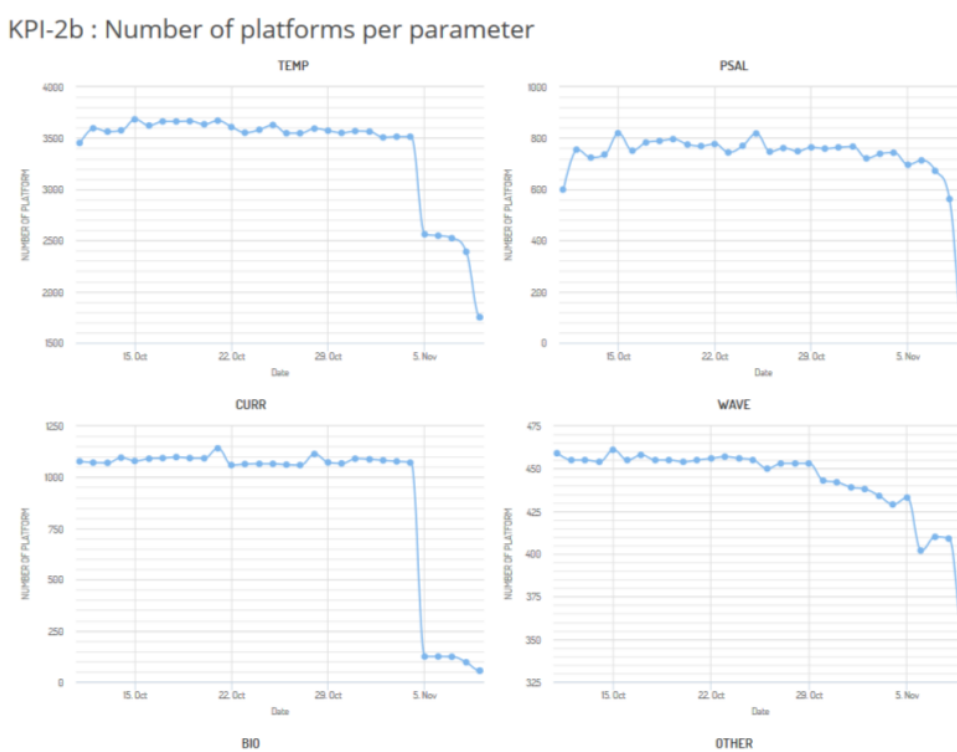 KPI-2b : Number of platforms per parameter
TEMP
4000
3500
3000
2500
2000
1500
NUMBER OF PLATFORM
15. Oct
22. Oct
29. Oct
5. Nov
Date
PSAL
1000
800
600
400
200
0
NUMBER OF PLATFORM
15. Oct
22. Oct
29. Oct
5. Nov
Date
CURR
1250
1000
750
500
250
0
NUMBER OF PLATFORM
15. Oct
22. Oct
29. Oct
5. Nov
Date
WAVE
475
450
425
400
375
350
325
NUMBER OF PLATFORM
15. Oct
22. Oct
29. Oct
5. Nov
Date
BIO
OTHER